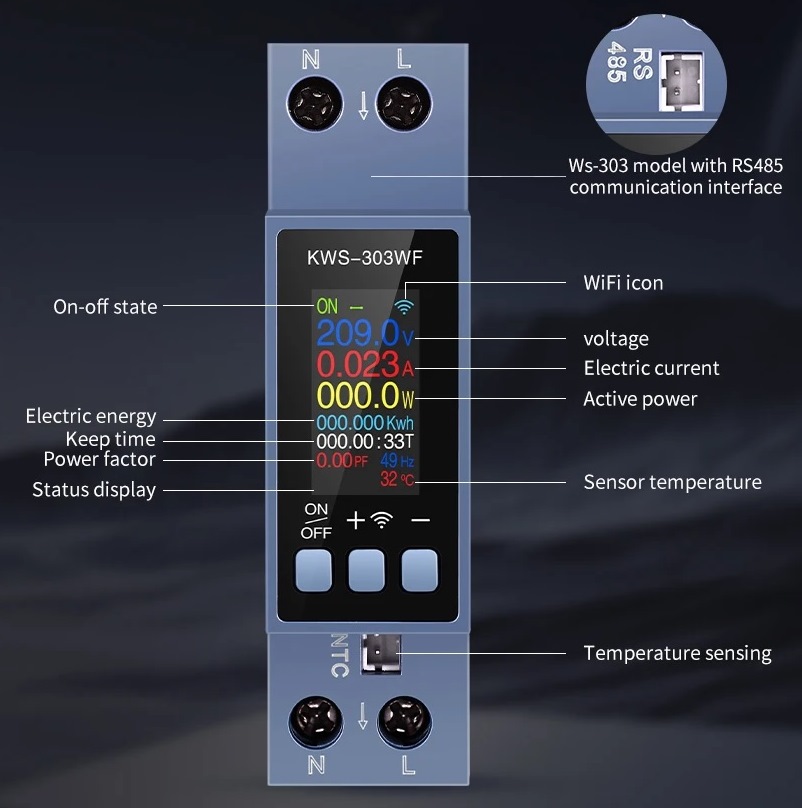 N L
RS
485
Ws-303 model with RS485
communication interface
KWS-303WF
WiFi icon
On-off state
ON –
209.0V
voltage
0.023A
Electric current
000.0W
Active power
Electric energy
000.000Kwh
Keep time
000.00:33T
Power factor
0.00PF 49Hz
Status display
32 ºC
Sensor temperature
ON
OFF
+ –
NTC
Temperature sensing
N L